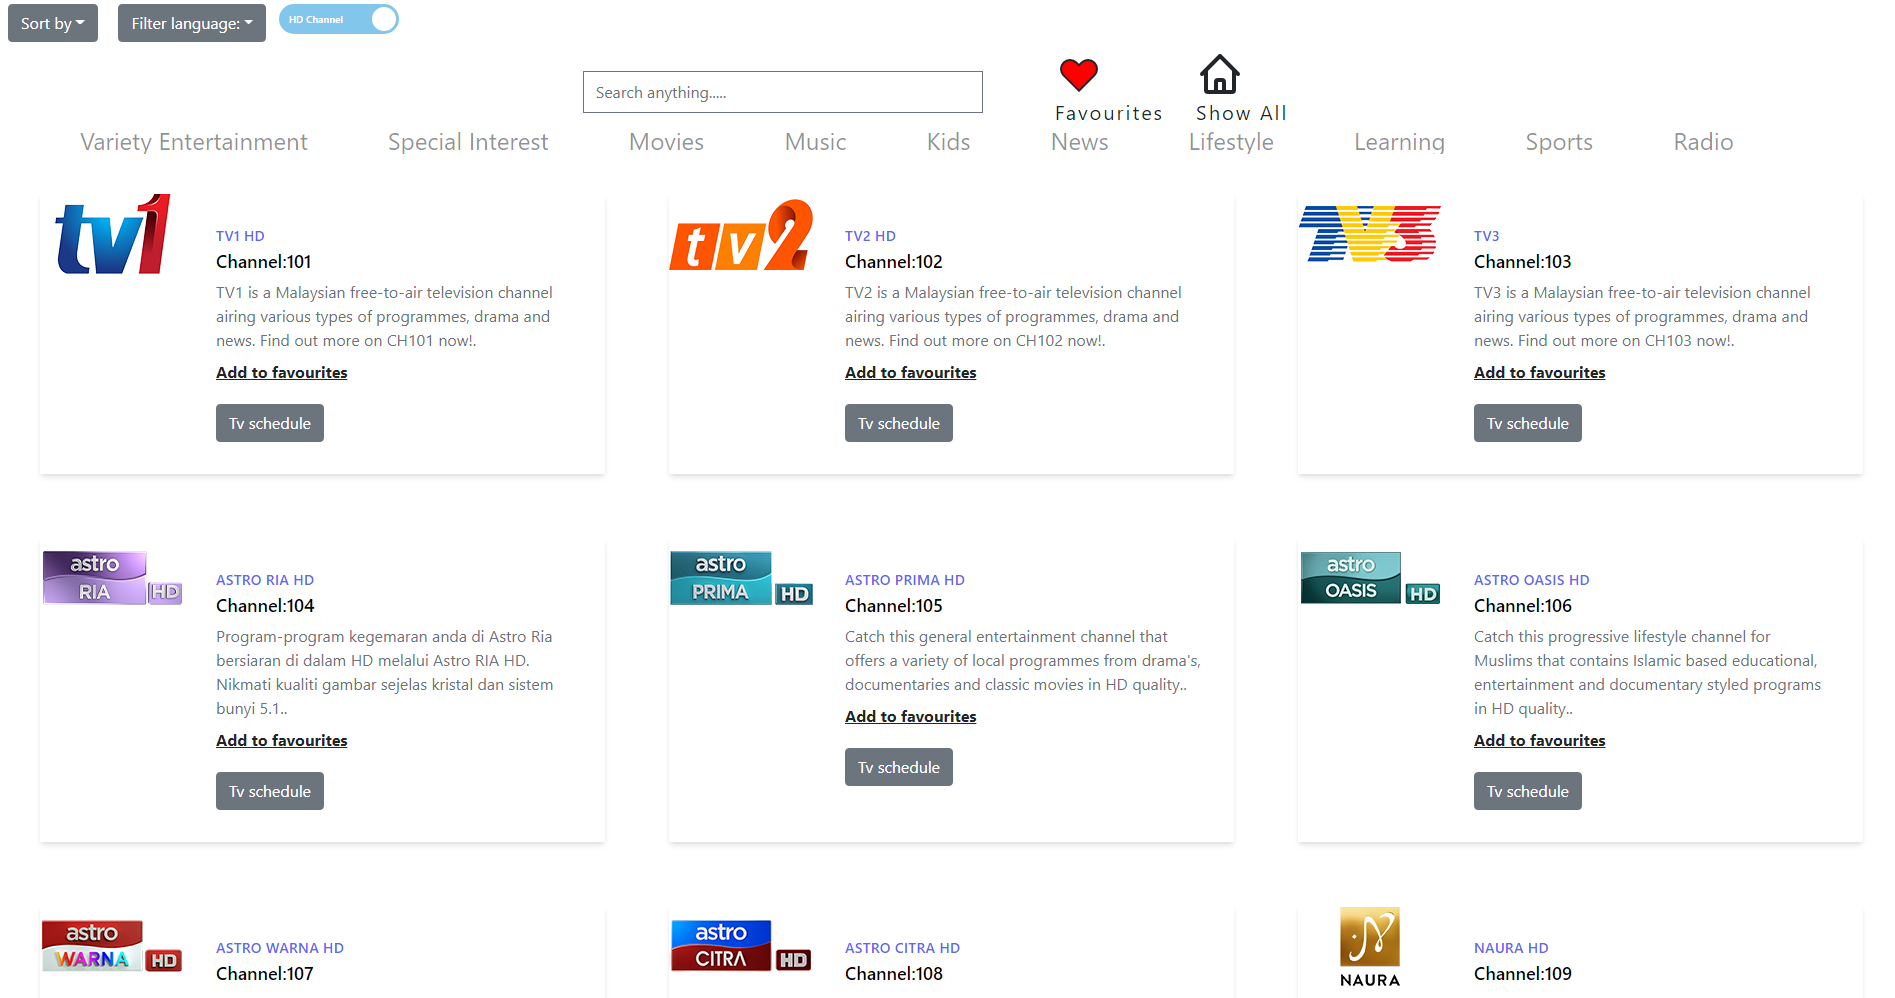 Sort by
Filter language:
HD Channel
Search anything.....
Favourites
Show All
Variety Entertainment
Special Interest
Movies
Music
Kids
News
Lifestyle
Learning
Sports
Radio
tv1
TV1 HD
Channel:101
TV1 is a Malaysian free-to-air television channel
airing various types of programmes, drama and
news. Find out more on CH101 now!.
Add to favourites
Tv schedule
tv2
TV2 HD
Channel:102
TV2 is a Malaysian free-to-air television channel
airing various types of programmes, drama and
news. Find out more on CH102 now!.
Add to favourites
Tv schedule
TV3
TV3
Channel:103
TV3 is a Malaysian free-to-air television channel
airing various types of programmes, drama and
news. Find out more on CH103 now!.
Add to favourites
Tv schedule
astro
RIA HD
ASTRO RIA HD
Channel:104
Program-program kegemaran anda di Astro Ria
bersiaran di dalam HD melalui Astro RIA HD.
Nikmati kualiti gambar sejelas kristal dan sistem
bunyi 5.1..
Add to favourites
Tv schedule
astro
PRIMA HD
ASTRO PRIMA HD
Channel:105
Catch this general entertainment channel that
offers a variety of local programmes from drama's,
documentaries and classic movies in HD quality..
Add to favourites
Tv schedule
astro
OASIS HD
ASTRO OASIS HD
Channel:106
Catch this progressive lifestyle channel for
Muslims that contains Islamic based educational,
entertainment and documentary styled programs
in HD quality..
Add to favourites
Tv schedule
astro
WARNA HD
ASTRO WARNA HD
Channel:107
astro
CITRA HD
ASTRO CITRA HD
Channel:108
NAURA
NAURA HD
Channel:109